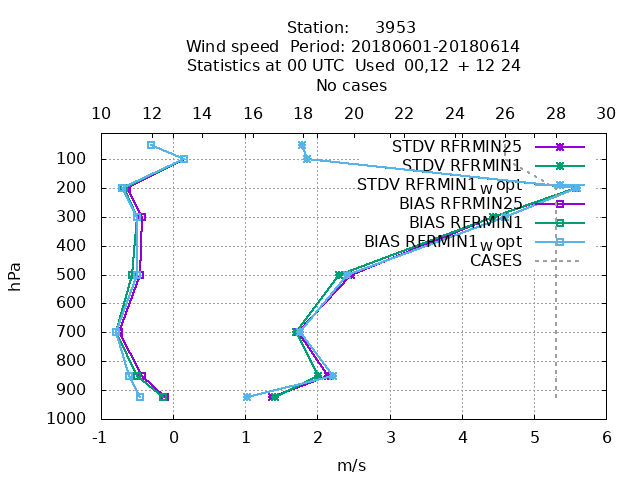 Station:     3953
Wind speed  Period: 20180601-20180614
Statistics at 00 UTC  Used  00,12  + 12 24
No cases
10 12 14 16 18 20 22 24 26 28 30
STDV RFRMIN25
STDV RFRMIN1
STDV RFRMIN1w opt
BIAS RFRMIN25
BIAS RFRMIN1
BIAS RFRMIN1w opt
CASES
100
200
300
400
500
600
700
800
900
1000
hPa
-1 0 1 2 3 4 5 6
m/s